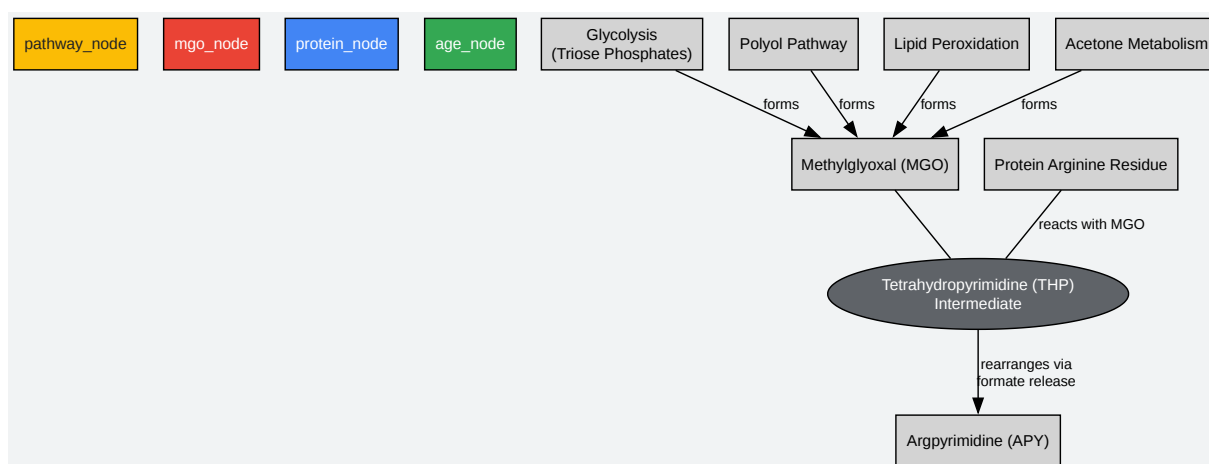 pathway_node
mgo_node
protein_node
age_node
Glycolysis
(Triose Phosphates)
Polyol Pathway
Lipid Peroxidation
Acetone Metabolism
forms
forms
forms
forms
Methylglyoxal (MGO)
Protein Arginine Residue
reacts with MGO
Tetrahydropyrimidine (THP)
Intermediate
rearranges via
formate release
Argpyrimidine (APY)